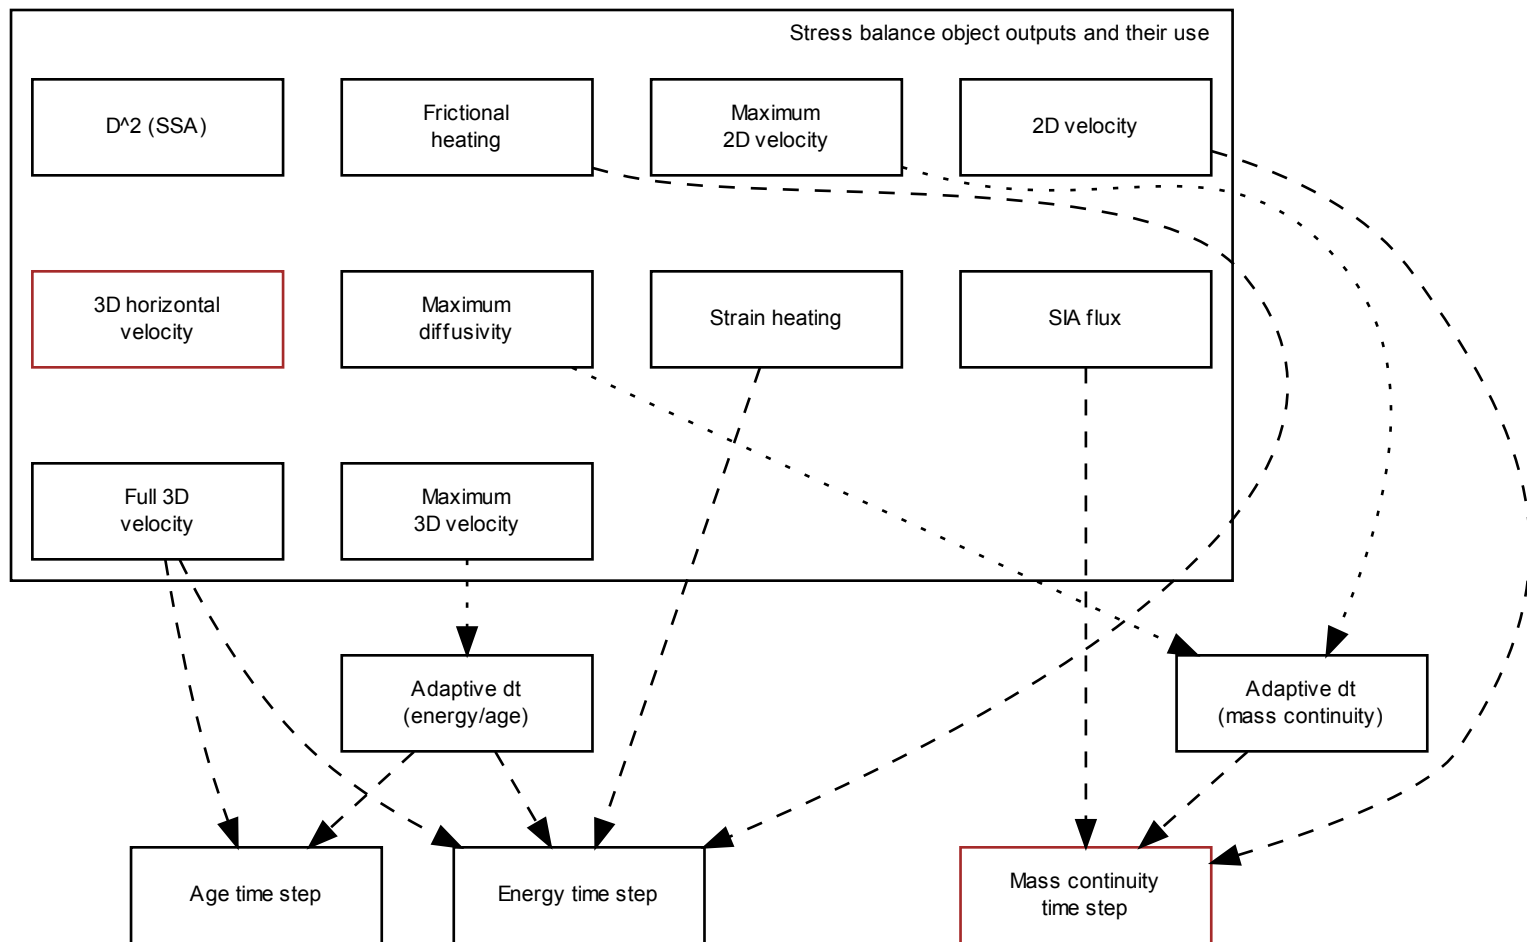 Stress balance object outputs and their use
D^2 (SSA)
Frictional
heating
Maximum
2D velocity
2D velocity
3D horizontal
velocity
Maximum
diffusivity
Strain heating
SIA flux
Full 3D
velocity
Maximum
3D velocity
Adaptive dt
(energy/age)
Adaptive dt
(mass continuity)
Age time step
Energy time step
Mass continuity
time step